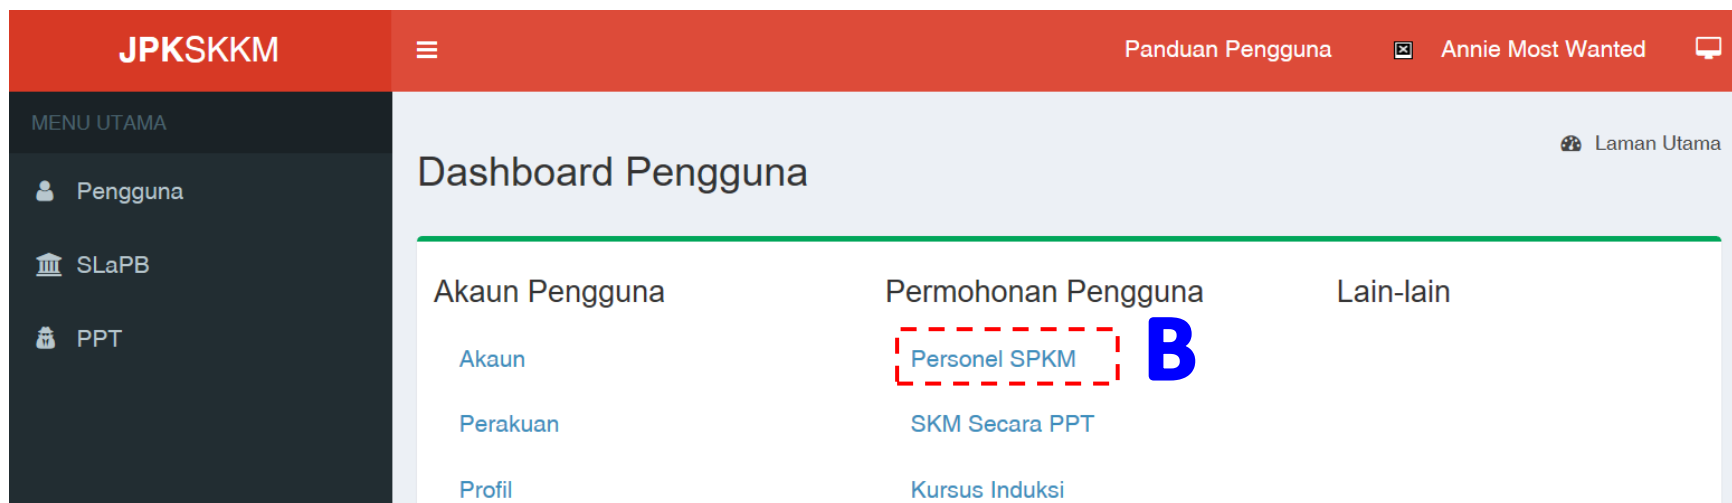 JPKSKKM
Panduan Pengguna
Annie Most Wanted
MENU UTAMA
Pengguna
SLaPB
PPT
Dashboard Pengguna
Laman Utama
Akaun Pengguna
Akaun
Perakuan
Profil
Permohonan Pengguna
Personel SPKM
B
SKM Secara PPT
Kursus Induksi
Lain-lain